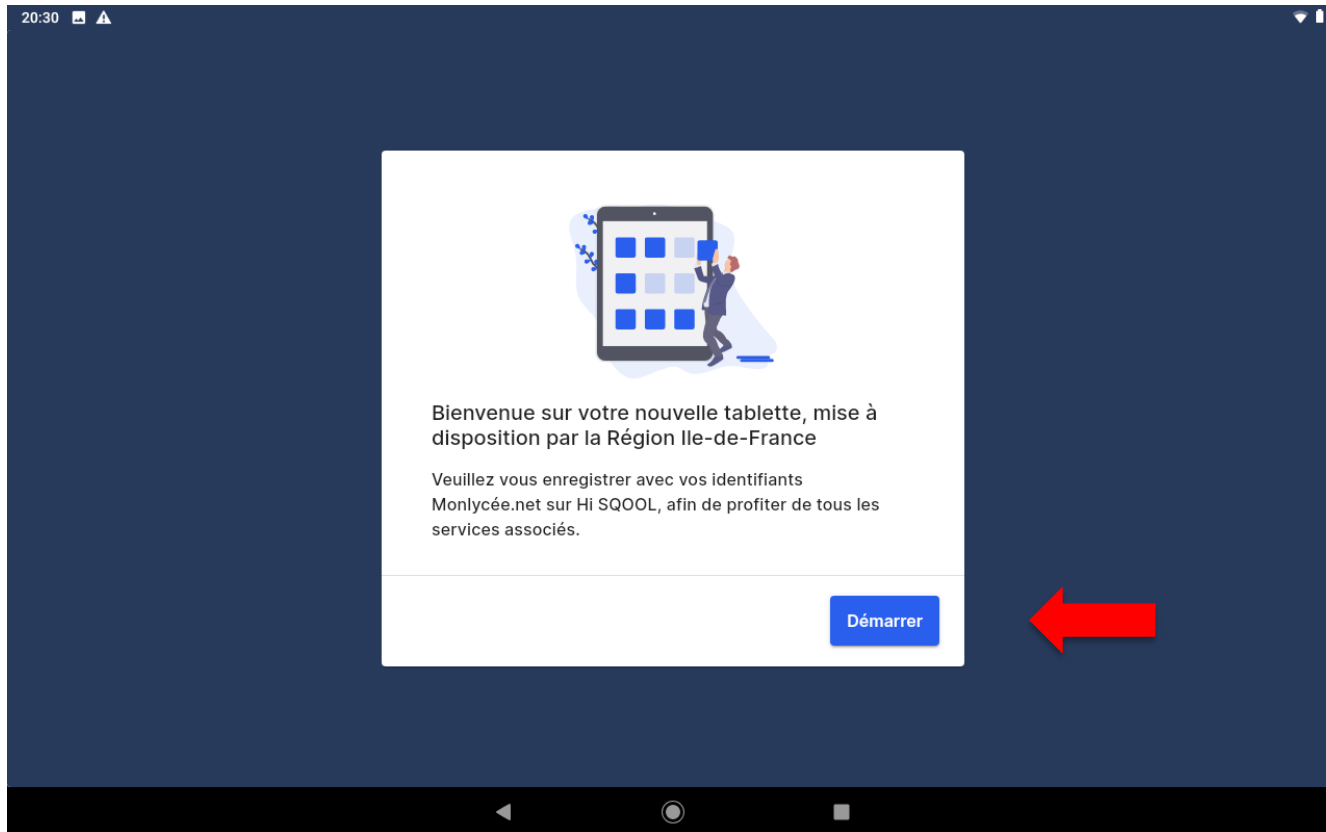 20:30
Bienvenue sur votre nouvelle tablette, mise à
disposition par la Région Ile-de-France
Veuillez vous enregistrer avec vos identifiants
Monlycée.net sur Hi SQOOL, afin de profiter de tous les
services associés.
Démarrer